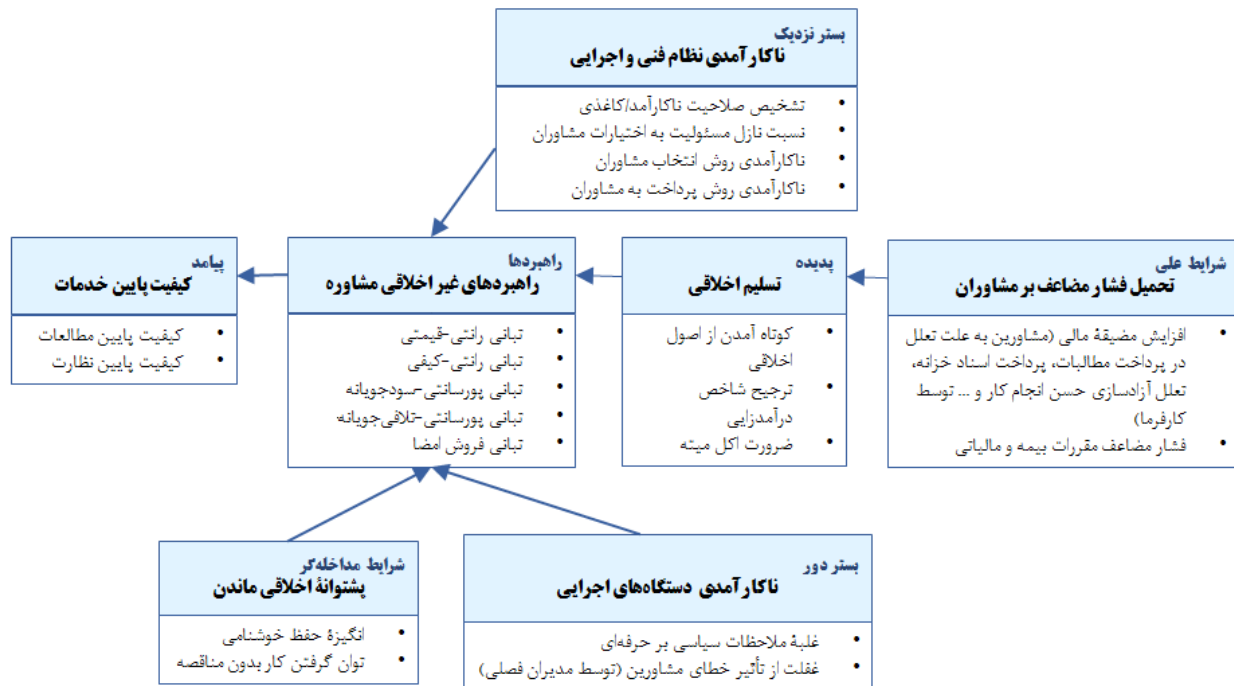 بستر نزدیک
ناکارآمدی نظام فنی و اجرایی
• تشخیص صلاحیت ناکارآمد/کاغذی
• نسبت نازل مسئولیت به اختیارات مشاوران
• ناکارآمدی روش انتخاب مشاوران
• ناکارآمدی روش پرداخت به مشاوران
شرایط علی
تحمیل فشار مضاعف بر مشاوران
• افزایش مضیقۀ مالی (مشاورین به علت تعلل
در پرداخت مطالبات، پرداخت اسناد خزانه،
تعلل آزادسازی حسن انجام کار و ... توسط
کارفرما)
• فشار مضاعف مقررات بیمه و مالیاتی
پدیده
تسلیم اخلاقی
• کوتاه آمدن از اصول
اخلاقی
• ترجیح شاخص
درآمدزایی
• ضرورت اکل میته
راهبردها
راهبردهای غیر اخلاقی مشاوره
• تبانی رانتی-قیمتی
• تبانی رانتی-کیفی
• تبانی پورسانتی-سودجویانه
• تبانی پورسانتی-تلافی‌جویانه
• تبانی فروش امضا
پیامد
کیفیت پایین خدمات
• کیفیت پایین مطالعات
• کیفیت پایین نظارت
بستر دور
ناکارآمدی دستگاه‌های اجرایی
• غلبۀ ملاحظات سیاسی بر حرفه‌ای
• غفلت از تأثیر خطای مشاورین (توسط مدیران فصلی)
شرایط مداخله‌گر
پشتوانۀ اخلاقی ماندن
• انگیزۀ حفظ خوشنامی
• توان گرفتن کار بدون مناقصه